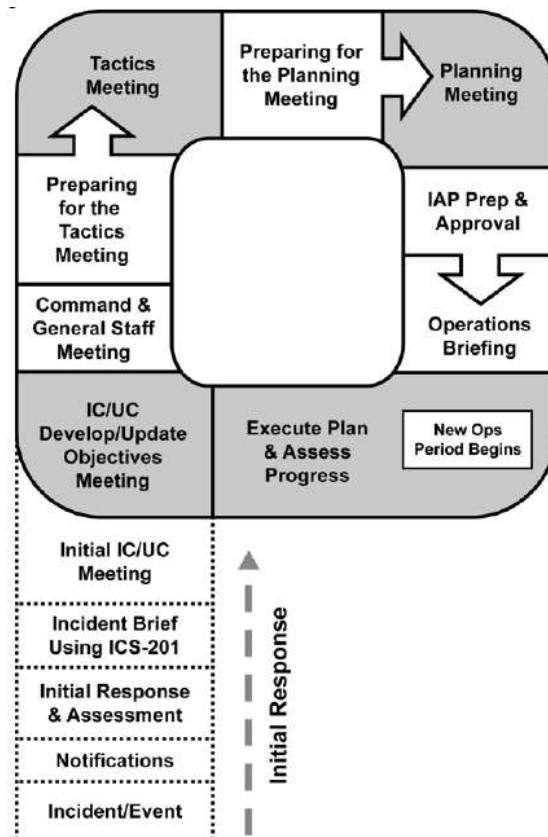 Tactics
Meeting
Preparing for
the Planning
Meeting
Planning
Meeting
Preparing
for the
Tactics
Meeting
IAP Prep &
Approval
Command &
General Staff
Meeting
Operations
Briefing
IC/UC
Develop/Update
Objectives
Meeting
Execute Plan
& Assess
Progress
New Ops
Period Begins
Initial IC/UC
Meeting
Incident Brief
Using ICS-201
Initial Response
& Assessment
Notifications
Incident/Event
Initial Response